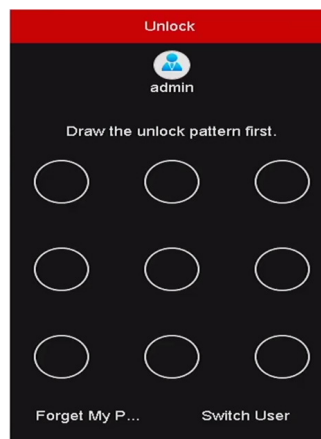 Unlock
admin
Draw the unlock pattern first.
Forget My P...
Switch User